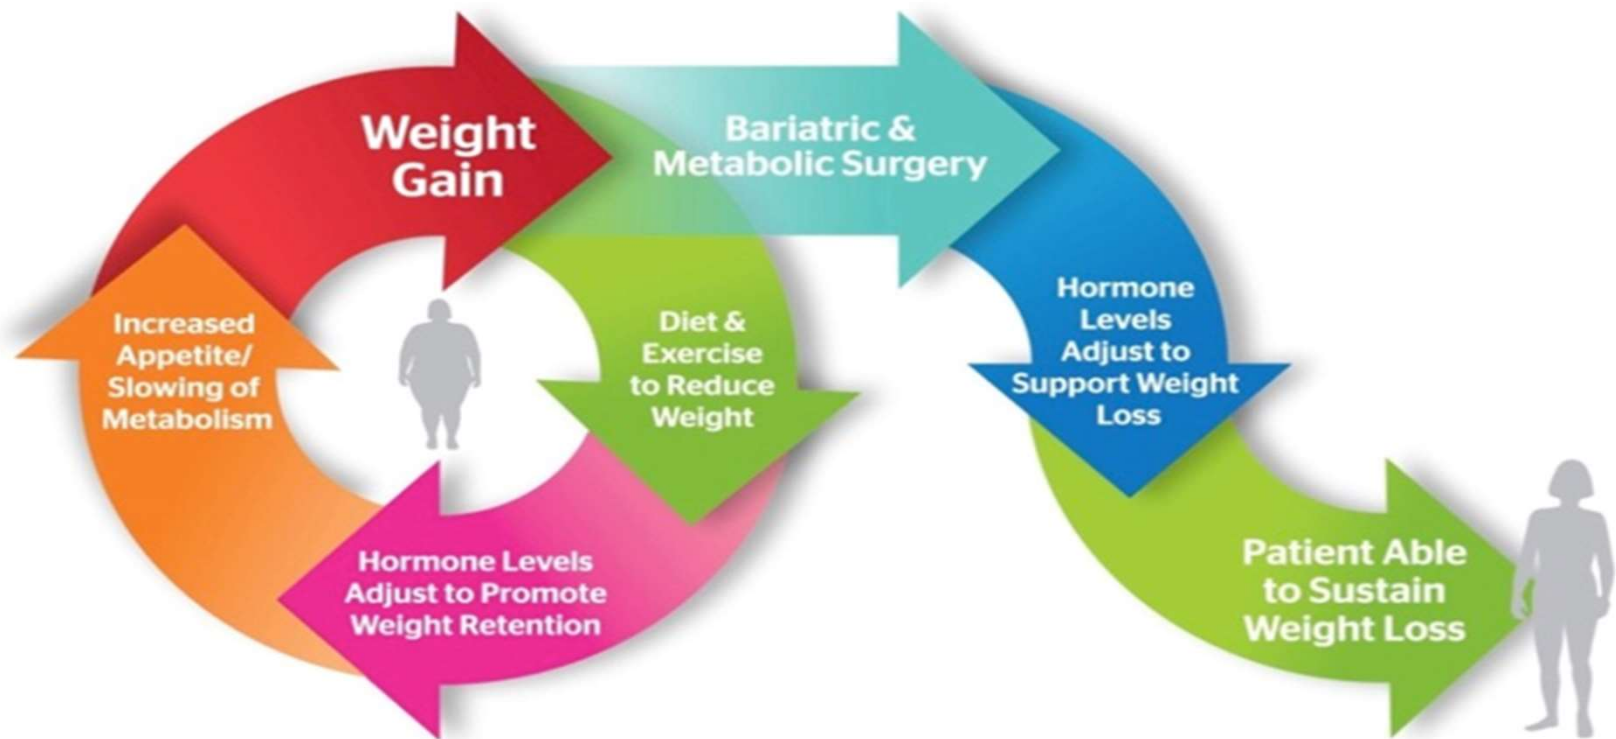 Weight
Gain
Bariatric &
Metabolic Surgery
Diet &
Exercise
to Reduce
Weight
Hormone Levels
Adjust to Promote
Weight Retention
Increased
Appetite/
Slowing of
Metabolism
Hormone
Levels
Adjust to
Support Weight
Loss
Patient Able
to Sustain
Weight Loss